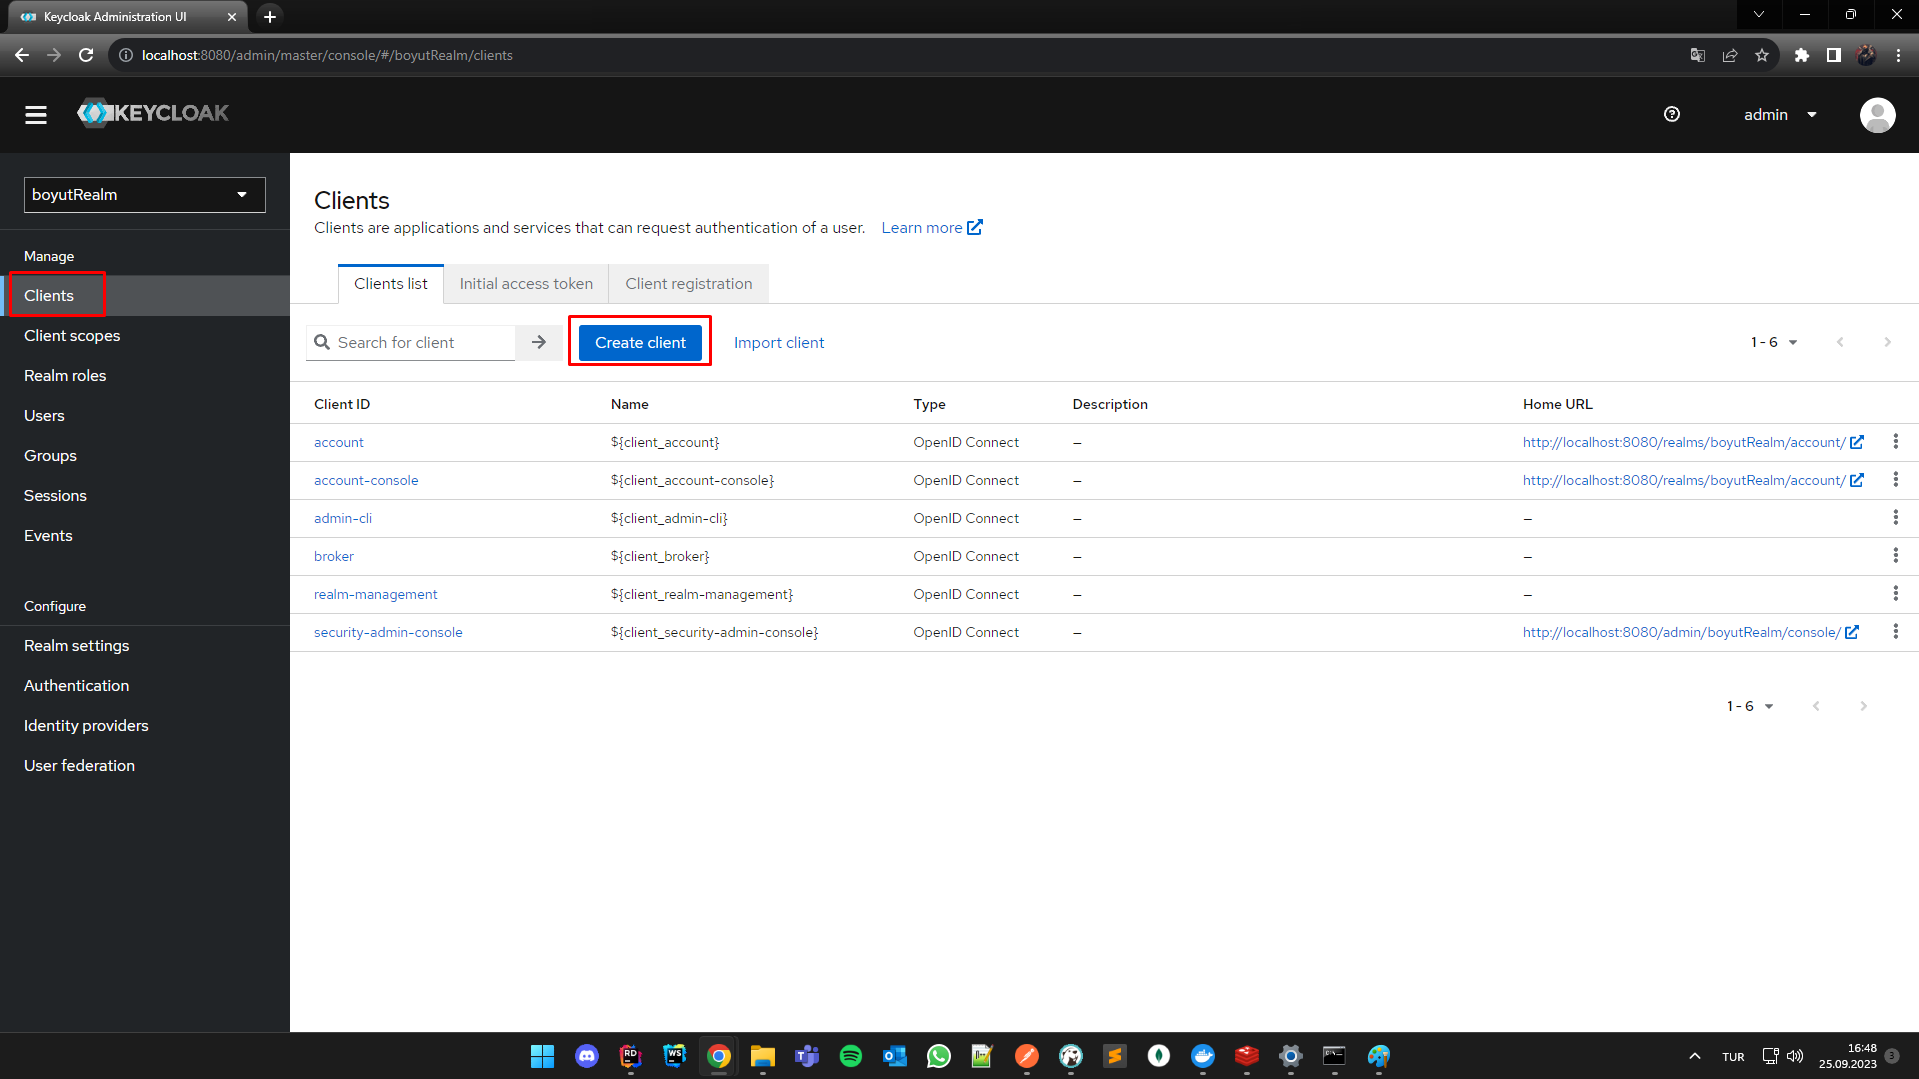 Keycloak Administration UI
localhost:8080/admin/master/console/#/boyutRealm/clients
KEYCLOAK
admin
boyutRealm
Manage
Clients
Client scopes
Realm roles
Users
Groups
Sessions
Events
Configure
Realm settings
Authentication
Identity providers
User federation
Clients
Clients are applications and services that can request authentication of a user. Learn more
Clients list Initial access token Client registration
Search for client Create client Import client 1 - 6
Client ID Name Type Description Home URL
account ${client_account} OpenID Connect – http://localhost:8080/realms/boyutRealm/account/
account-console ${client_account-console} OpenID Connect – http://localhost:8080/realms/boyutRealm/account/
admin-cli ${client_admin-cli} OpenID Connect – –
broker ${client_broker} OpenID Connect – –
realm-management ${client_realm-management} OpenID Connect – –
security-admin-console ${client_security-admin-console} OpenID Connect – http://localhost:8080/admin/boyutRealm/console/
1 - 6
RD WS
TUR 16:48 3
25.09.2023